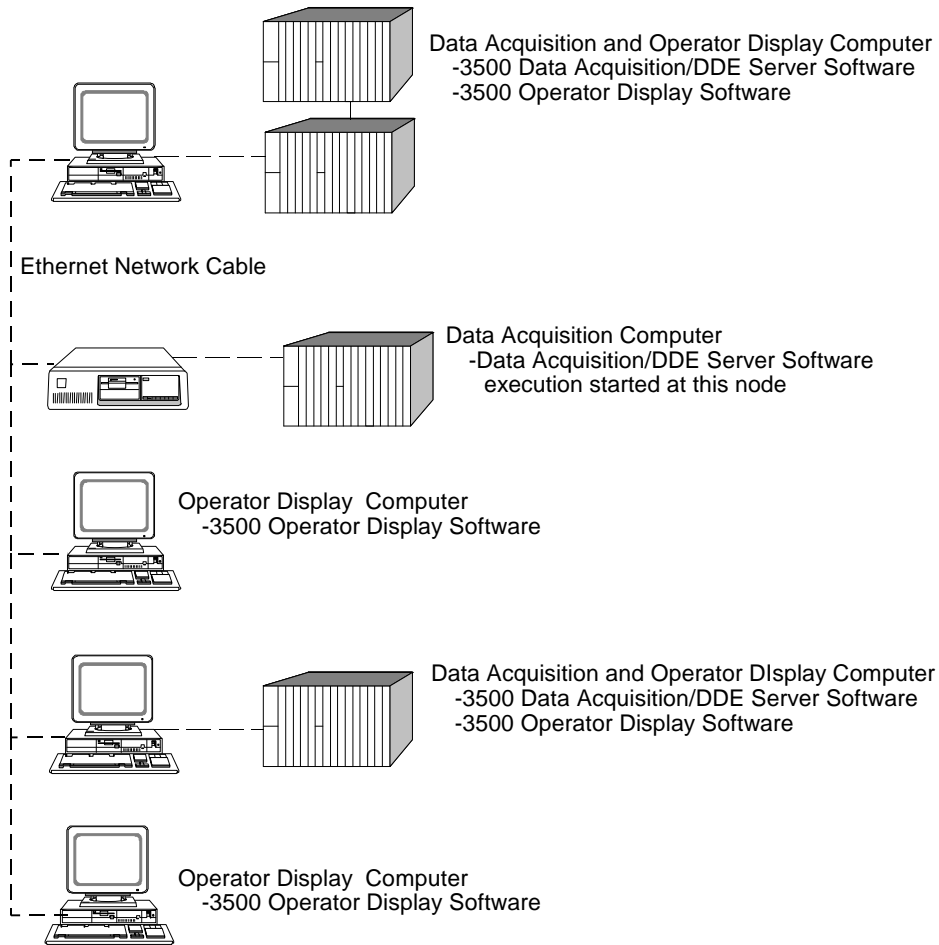 Data Acquisition and Operator Display Computer
-3500 Data Acquisition/DDE Server Software
-3500 Operator Display Software
Ethernet Network Cable
Data Acquisition Computer
-Data Acquisition/DDE Server Software
execution started at this node
Operator Display  Computer
-3500 Operator Display Software
Data Acquisition and Operator DIsplay Computer
-3500 Data Acquisition/DDE Server Software
-3500 Operator Display Software
Operator Display  Computer
-3500 Operator Display Software